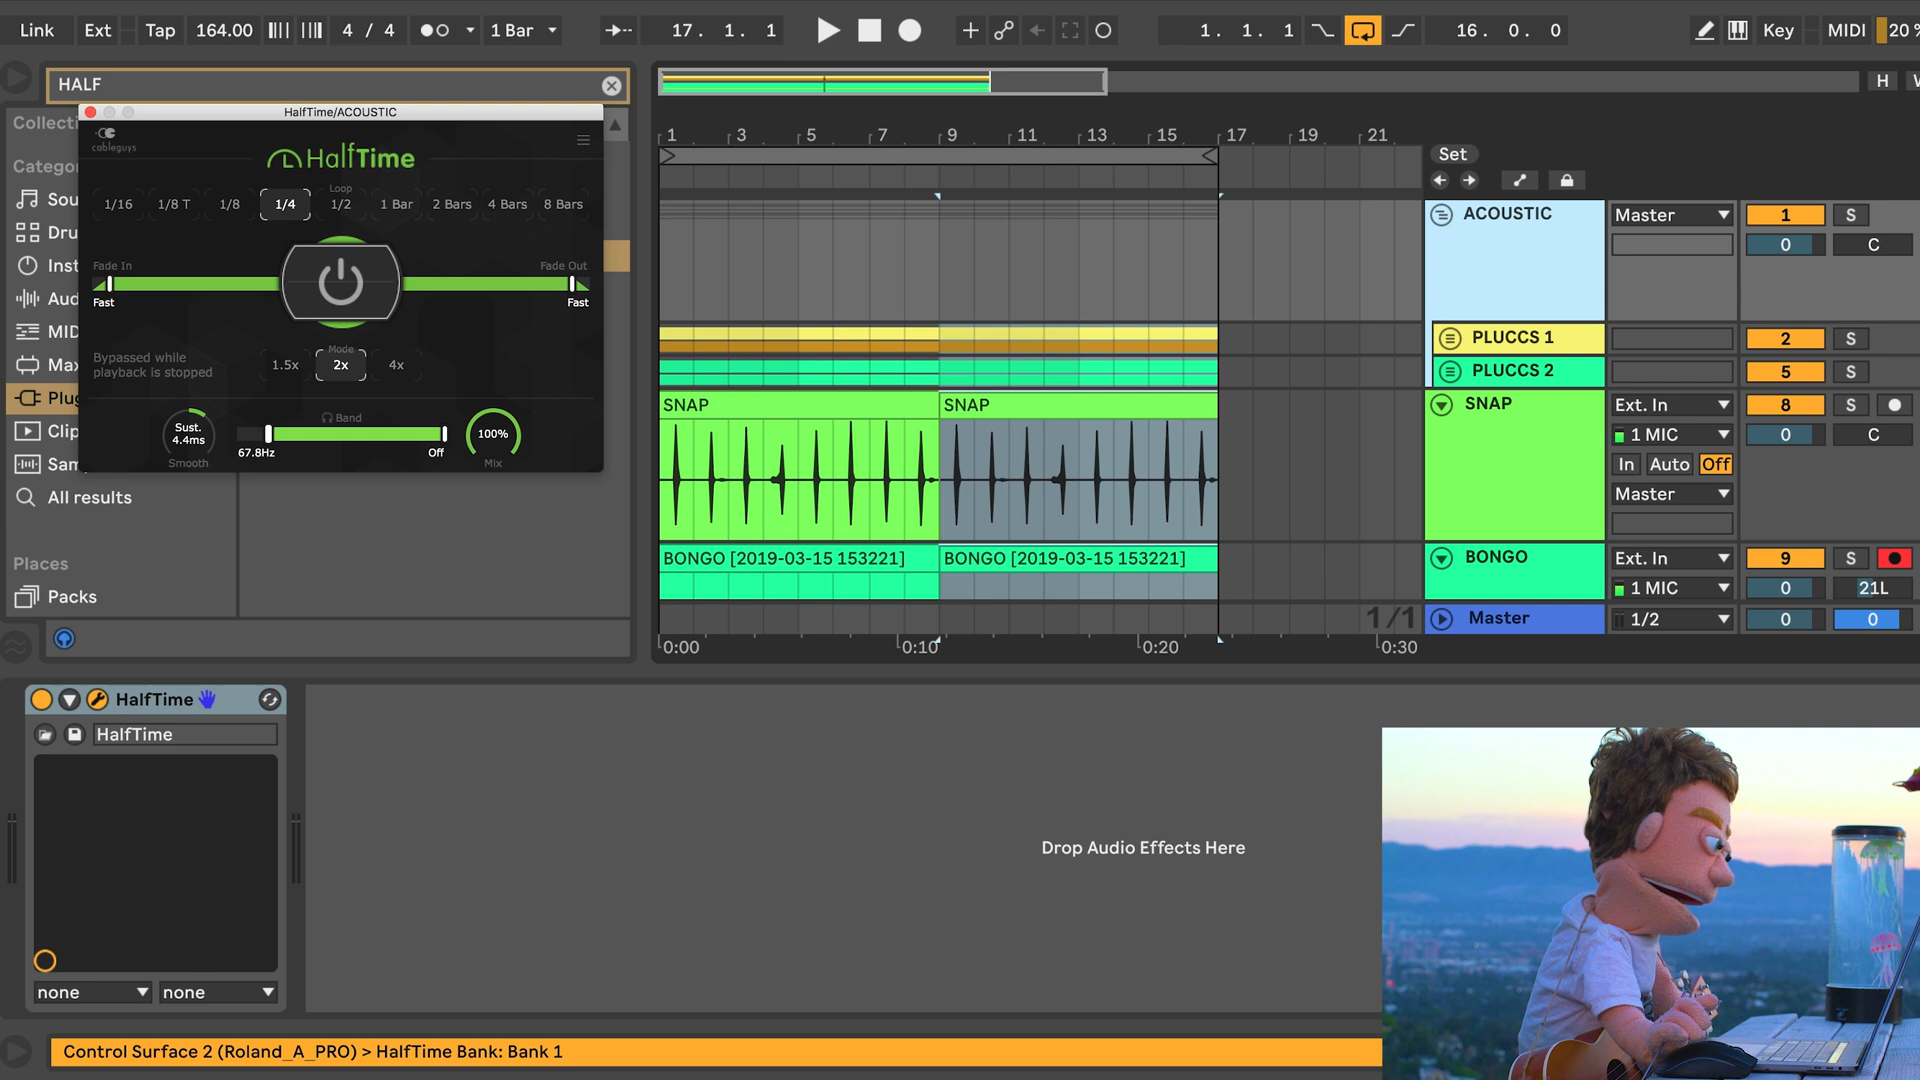 Link Ext Tap 164.00 4 / 4 1 Bar 17. 1. 1 1. 1. 1 16. 0. 0 Key MIDI 20 %
HALF
H
HalfTime/ACOUSTIC
Collecti
cableguys
HalfTime
Categor
Loop
1/16 1/8 T 1/8 1/4 1/2 1 Bar 2 Bars 4 Bars 8 Bars
Sou
Dru
Inst
Aud
MID
Max
Plug
Clip
Sam
All results
Places
Packs
Fade In
Fade Out
Fast
Fast
Bypassed while
playback is stopped
Mode
1.5x 2x 4x
Sust.
4.4ms
Smooth
Band
67.8Hz
Off
100%
Mix
1 3 5 7 9 11 13 15 17 19 21
Set
ACOUSTIC Master 1 S
0 C
PLUCCS 1 2 S
PLUCCS 2 5 S
SNAP SNAP SNAP Ext. In 8 S
1 MIC 0 C
In Auto Off
Master
BONGO [2019-03-15 153221] BONGO [2019-03-15 153221] BONGO Ext. In 9 S
1 MIC 0 21L
1/1 Master 1/2 0 0
0:00 0:10 0:20 0:30
HalfTime
HalfTime
none none
Drop Audio Effects Here
Control Surface 2 (Roland_A_PRO) > HalfTime Bank: Bank 1